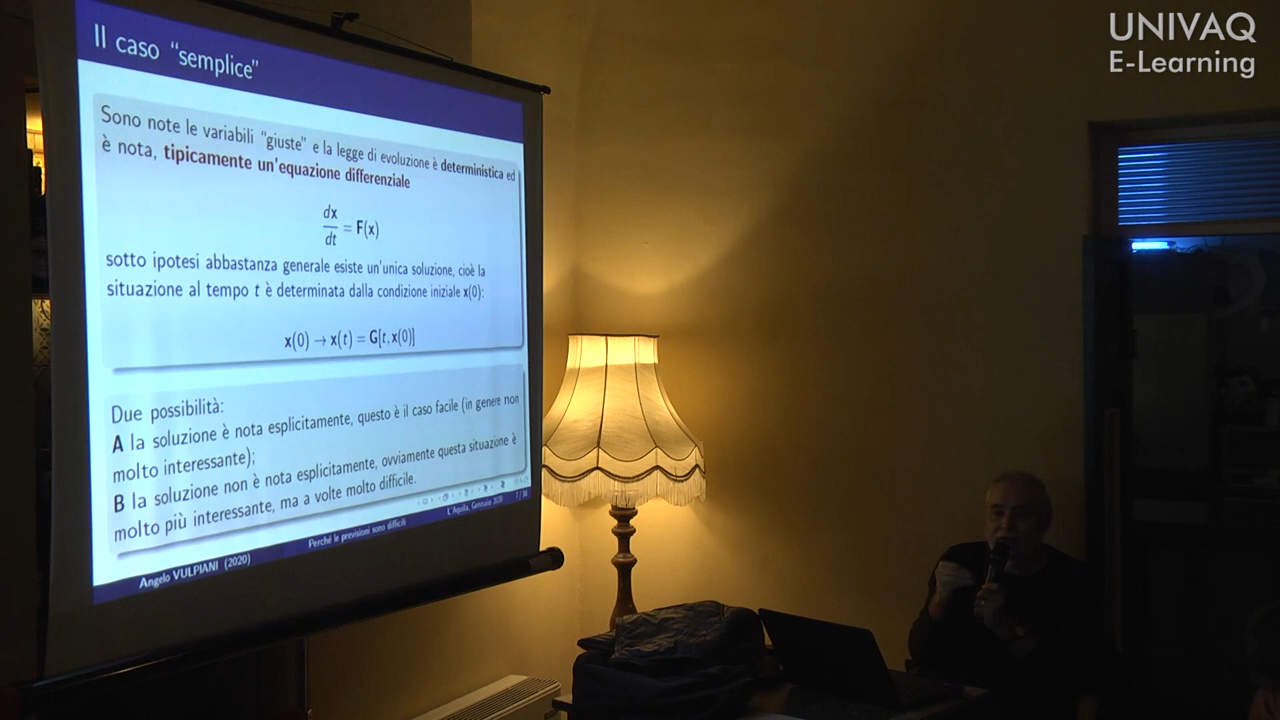 UNIVAQ
E-Learning
Il caso "semplice"
Sono note le variabili "giuste" e la legge di evoluzione è deterministica ed
è nota, tipicamente un'equazione differenziale
dx/dt = F(x)
sotto ipotesi abbastanza generale esiste un'unica soluzione, cioè la
situazione al tempo t è determinata dalla condizione iniziale x(0):
x(0) → x(t) = G[t, x(0)]
Due possibilità:
A la soluzione è nota esplicitamente, questo è il caso facile (in genere non
molto interessante);
B la soluzione non è nota esplicitamente, ovviamente questa situazione è
molto più interessante, ma a volte molto difficile.
Angelo VULPIANI (2020) Perché le previsioni sono difficili L'Aquila, Gennaio 2020 7 / 30